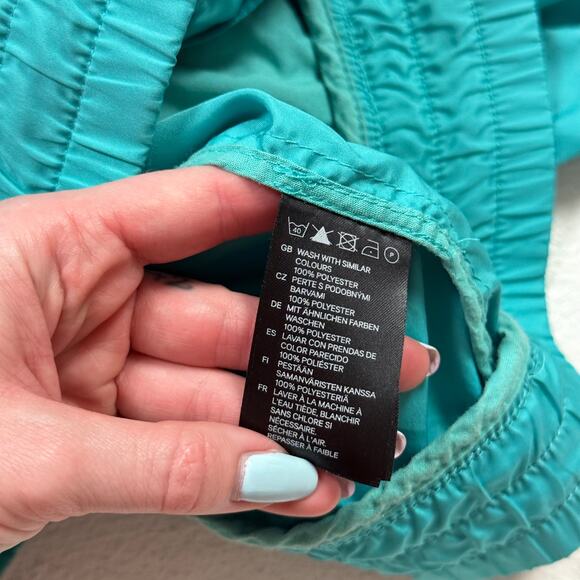 40 P
GB WASH WITH SIMILAR
COLOURS
100% POLYESTER
CZ PERTE S PODOBNÝMI
BARVAMI
100% POLYESTER
DE MIT ÄHNLICHEN FARBEN
WASCHEN
100% POLYESTER
ES LAVAR CON PRENDAS DE
COLOR PARECIDO
100% POLIÉSTER
FI PESTÄÄN
SAMANVÄRISTEN KANSSA
100% POLYESTERIÄ
FR LAVER À LA MACHINE À
L'EAU TIÈDE, BLANCHIR
SANS CHLORE SI
NÉCESSAIRE.
SÉCHER À L'AIR.
REPASSER À FAIBLE